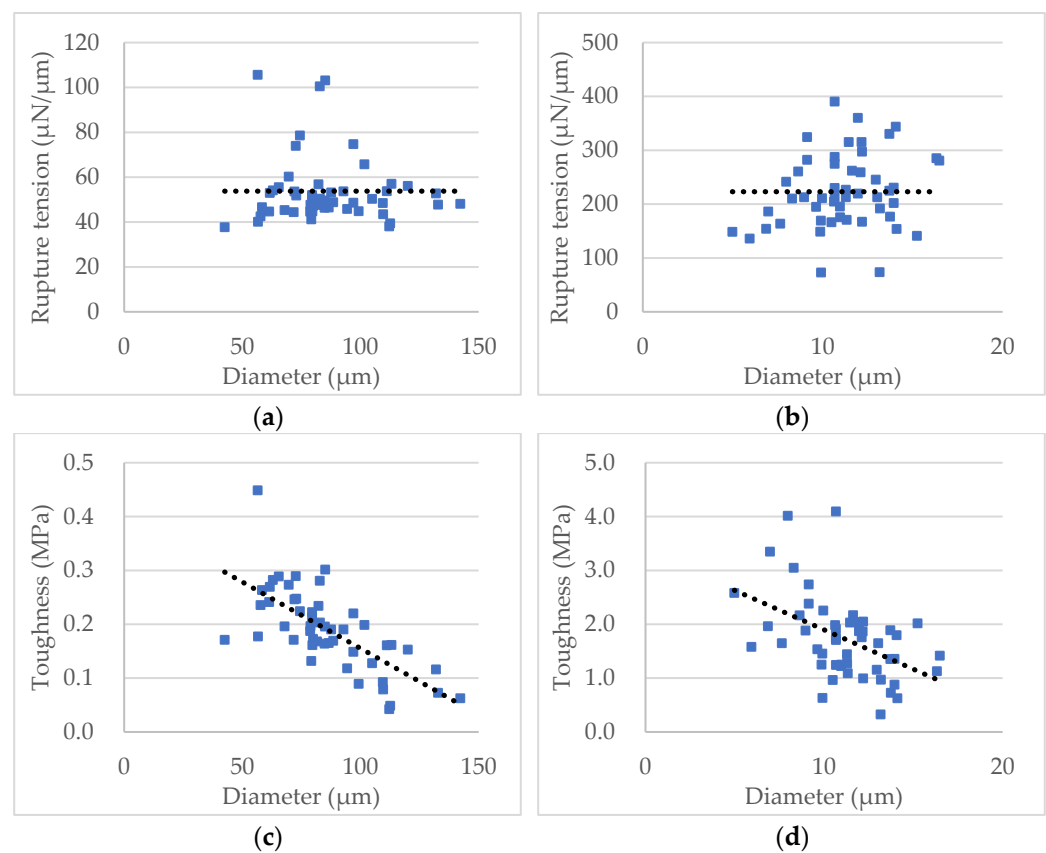 120
100
80
60
40
20
0
Rupture tension (µN/µm)
0 50 100 150
Diameter (µm)
(a)
500
400
300
200
100
0
Rupture tension (µN/µm)
0 10 20
Diameter (µm)
(b)
0.5
0.4
0.3
0.2
0.1
0.0
Toughness (MPa)
0 50 100 150
Diameter (µm)
(c)
5.0
4.0
3.0
2.0
1.0
0.0
Toughness (MPa)
0 10 20
Diameter (µm)
(d)